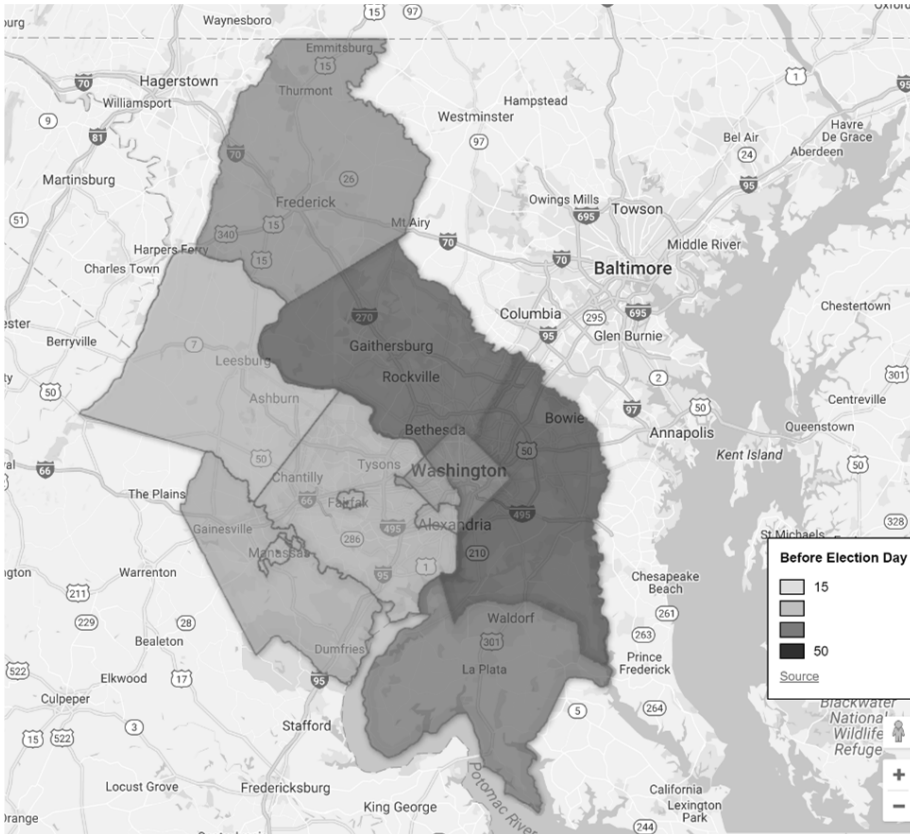 Waynesboro
15
97
Oxford
Emmitsburg
15
Hagerstown
70
Thurmont
1
95
Williamsport
Hampstead
Westminster
9
81
97
Havre
De Grace
Bel Air
24
Aberdeen
70
Martinsburg
26
95
Frederick
Owings Mills
695
Towson
51
15
Mt Airy
340
70
Middle River
Harpers Ferry
15
70
Charles Town
Baltimore
Chestertown
270
Columbia
295
695
95
Glen Burnie
Berryville
7
Gaithersburg
Leesburg
301
Rockville
2
50
Ashburn
Centreville
97
50
Bowie
Bethesda
Queenstown
Annapolis
50
Tysons
50
Kent Island
66
Chantilly
Washington
50
The Plains
66
Fairfax
495
Gainesville
495
Alexandria
328
286
St Michaels
Manassas
210
Before Election Day
Warrenton
95
1
Chesapeake
Beach
15
211
261
229
28
Waldorf
263
Bealeton
Dumfries
301
50
Prince
Frederick
522
La Plata
Elkwood
17
95
Source
Culpeper
5
264
Blackwater
National
Wildlife
Refuge
15
522
3
Stafford
Locust Grove
Fredericksburg
California
Lexington
Park
King George
Potomac River
244